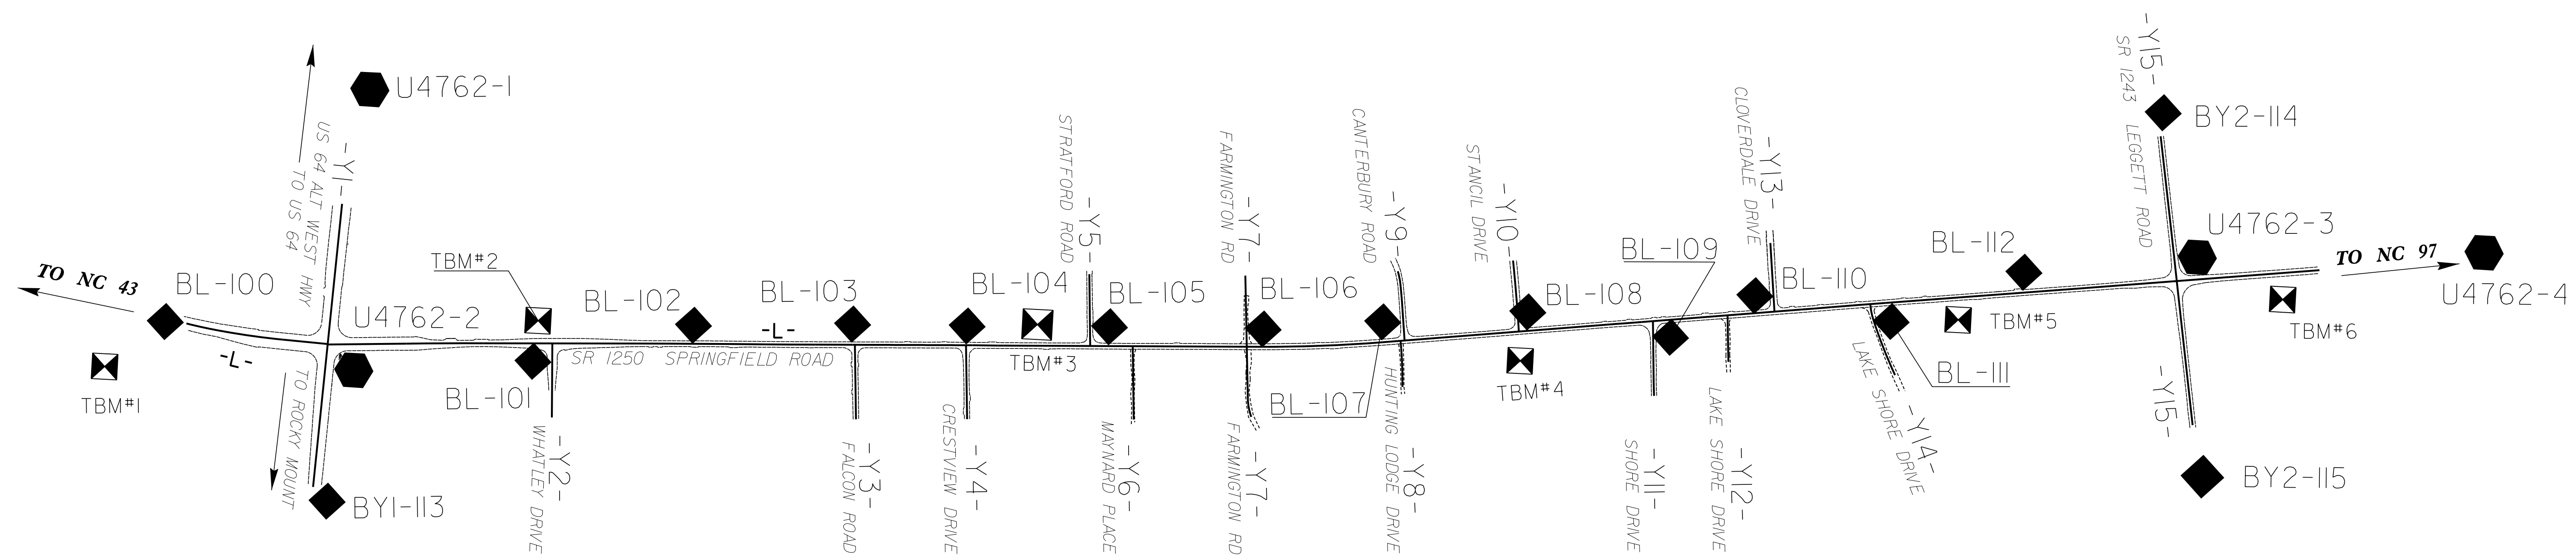 TO NC 43
BL-100
-L-
TBM#1
US 64 ALT WEST HWY
TO US 64
-Y1-
U4762-1
U4762-2
TO ROCKY MOUNT
BY1-113
TBM#2
BL-101
WHATLEY DRIVE
-Y2-
SR 1250 SPRINGFIELD ROAD
BL-102
-L-
BL-103
FALCON ROAD
-Y3-
BL-104
CRESTVIEW DRIVE
-Y4-
TBM#3
STRATFORD ROAD
-Y5-
BL-105
MAYNARD PLACE
-Y6-
FARMINGTON RD
-Y7-
BL-106
FARMINGTON RD
-Y7-
BL-107
CANTERBURY ROAD
-Y9-
HUNTING LODGE DRIVE
-Y8-
STANCIL DRIVE
-Y10-
BL-108
TBM#4
BL-109
SHORE DRIVE
-Y11-
LAKE SHORE DRIVE
-Y12-
CLOVERDALE DRIVE
-Y13-
BL-110
BL-111
LAKE SHORE DRIVE
-Y14-
BL-112
TBM#5
-Y15-
SR 1243 LEGGETT ROAD
BY2-114
U4762-3
TO NC 97
U4762-4
TBM#6
-Y15-
BY2-115